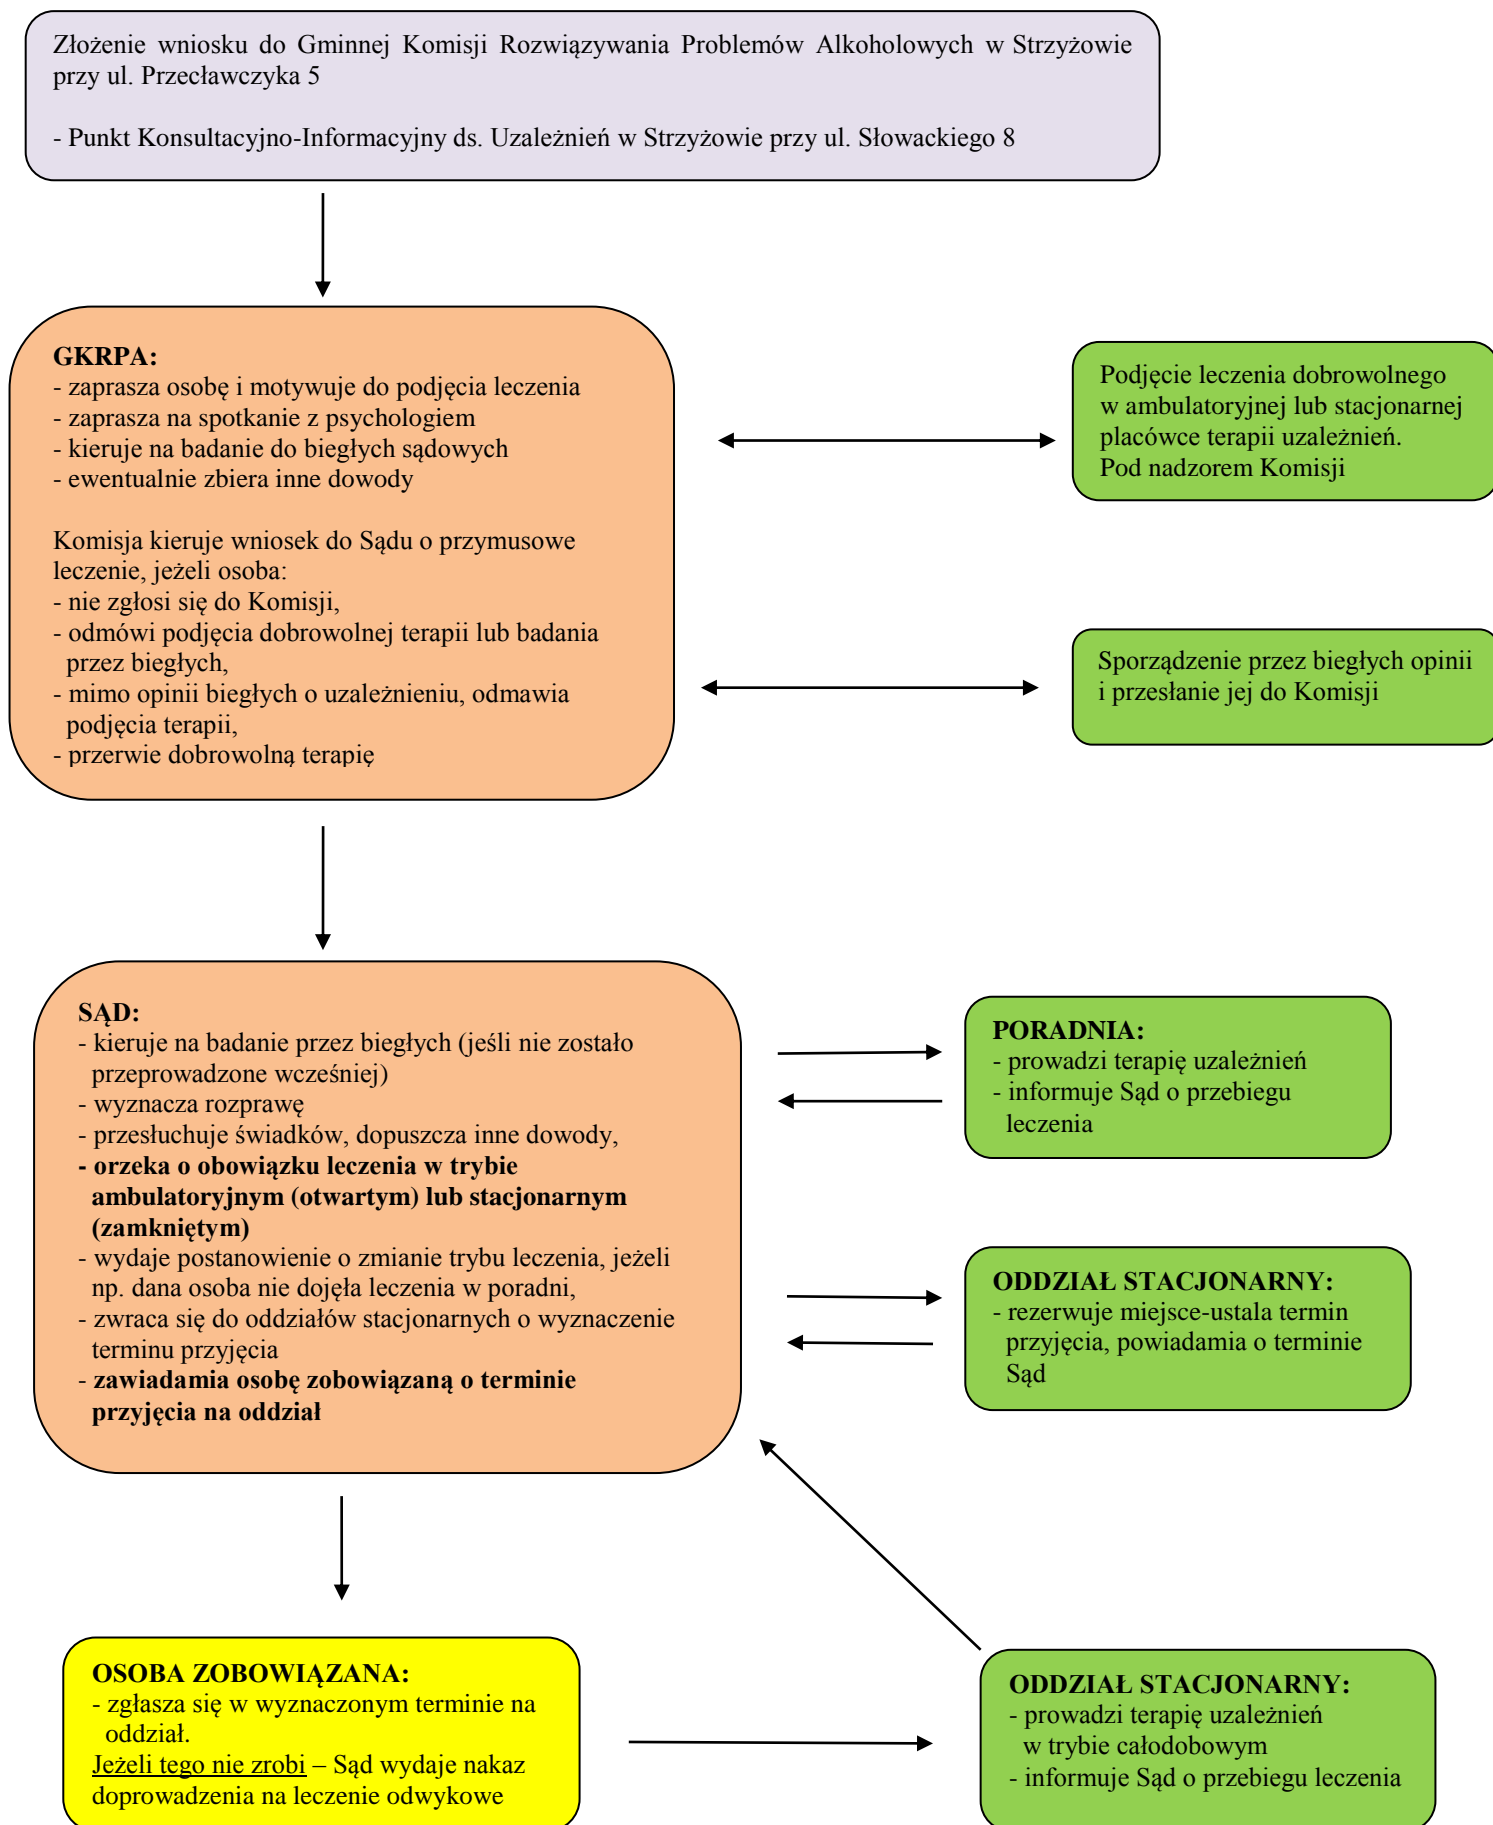 Złożenie wniosku do Gminnej Komisji Rozwiązywania Problemów Alkoholowych w Strzyżowie
przy ul. Przecławczyka 5
- Punkt Konsultacyjno-Informacyjny ds. Uzależnień w Strzyżowie przy ul. Słowackiego 8
GKRPA:
- zaprasza osobę i motywuje do podjęcia leczenia
- zaprasza na spotkanie z psychologiem
- kieruje na badanie do biegłych sądowych
- ewentualnie zbiera inne dowody
Komisja kieruje wniosek do Sądu o przymusowe
leczenie, jeżeli osoba:
- nie zgłosi się do Komisji,
- odmówi podjęcia dobrowolnej terapii lub badania
przez biegłych,
- mimo opinii biegłych o uzależnieniu, odmawia
podjęcia terapii,
- przerwie dobrowolną terapię
Podjęcie leczenia dobrowolnego
w ambulatoryjnej lub stacjonarnej
placówce terapii uzależnień.
Pod nadzorem Komisji
Sporządzenie przez biegłych opinii
i przesłanie jej do Komisji
SĄD:
- kieruje na badanie przez biegłych (jeśli nie zostało
przeprowadzone wcześniej)
- wyznacza rozprawę
- przesłuchuje świadków, dopuszcza inne dowody,
- orzeka o obowiązku leczenia w trybie
ambulatoryjnym (otwartym) lub stacjonarnym
(zamkniętym)
- wydaje postanowienie o zmianie trybu leczenia, jeżeli
np. dana osoba nie dojęła leczenia w poradni,
- zwraca się do oddziałów stacjonarnych o wyznaczenie
terminu przyjęcia
- zawiadamia osobę zobowiązaną o terminie
przyjęcia na oddział
PORADNIA:
- prowadzi terapię uzależnień
- informuje Sąd o przebiegu
leczenia
ODDZIAŁ STACJONARNY:
- rezerwuje miejsce-ustala termin
przyjęcia, powiadamia o terminie
Sąd
OSOBA ZOBOWIĄZANA:
- zgłasza się w wyznaczonym terminie na
oddział.
Jeżeli tego nie zrobi – Sąd wydaje nakaz
doprowadzenia na leczenie odwykowe
ODDZIAŁ STACJONARNY:
- prowadzi terapię uzależnień
w trybie całodobowym
- informuje Sąd o przebiegu leczenia